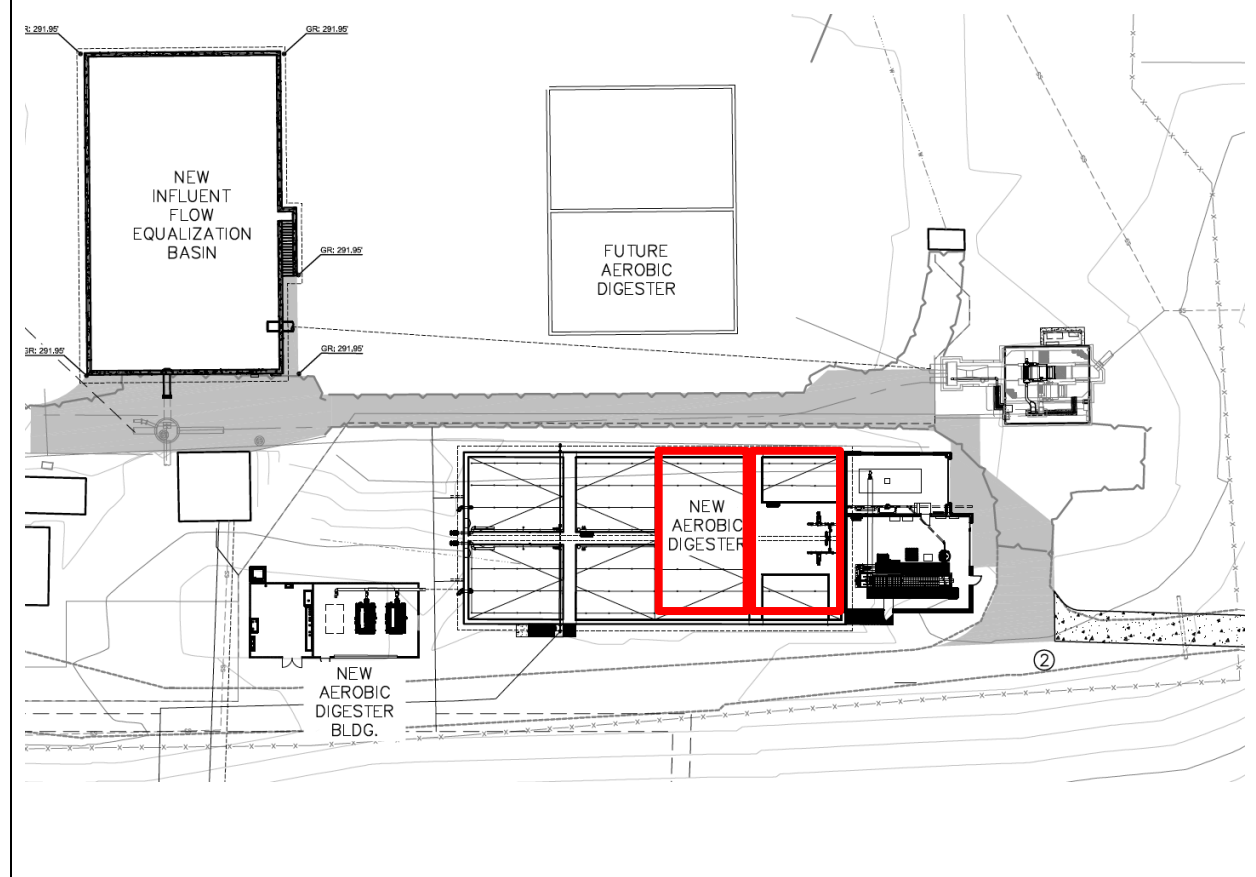 R: 291.95'
GR: 291.95'
NEW
INFLUENT
FLOW
EQUALIZATION
BASIN
GR: 291.95'
FUTURE
AEROBIC
DIGESTER
GR: 291.95'
GR: 291.95'
NEW
AEROBIC
DIGESTER
NEW
AEROBIC
DIGESTER
BLDG.
2